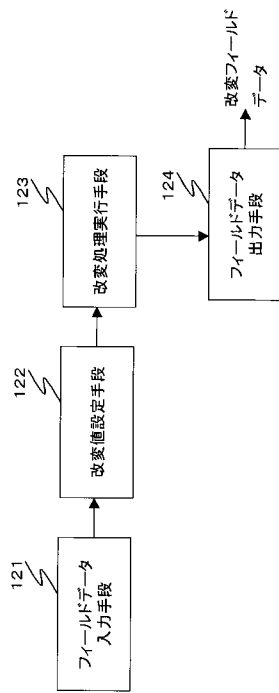 121
フィールドデータ
入力手段
122
改変値設定手段
123
改変処理実行手段
124
フィールドデータ
出力手段
改変フィールド
データ